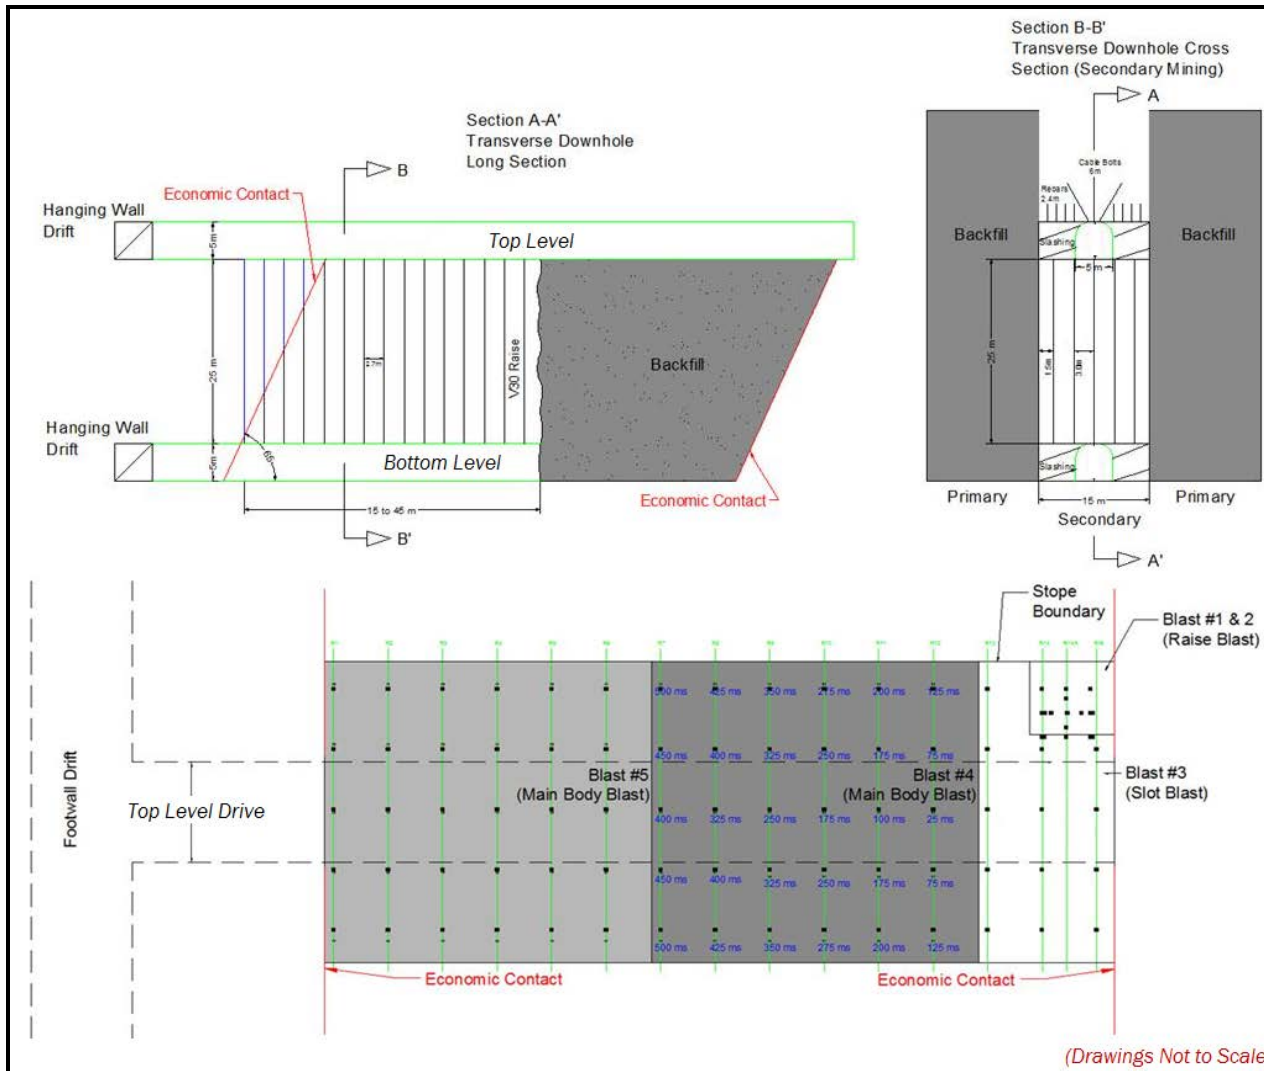 Section A-A'
Transverse Downhole
Long Section
B
Economic Contact
Hanging Wall
Drift
5m
Top Level
25 m
V30 Raise
Backfill
Hanging Wall
Drift
5m
65
Bottom Level
Economic Contact
15 to 45 m
B'
Section B-B'
Transverse Downhole Cross
Section (Secondary Mining)
A
Cable Bolts
6m
Rebars
2.4m
Backfill
Slashing
Backfill
5 m
25 m
1.5m
3.0m
Slashing
Primary
15 m
Primary
Secondary
A'
Stope
Boundary
Blast #1 & 2
(Raise Blast)
500 ms 425 ms 350 ms 275 ms 200 ms 125 ms
450 ms 400 ms 325 ms 250 ms 175 ms 75 ms
Footwall Drift
Top Level Drive
Blast #5
(Main Body Blast)
Blast #4
(Main Body Blast)
Blast #3
(Slot Blast)
400 ms 325 ms 250 ms 175 ms 100 ms 25 ms
450 ms 400 ms 325 ms 250 ms 175 ms 75 ms
500 ms 425 ms 350 ms 275 ms 200 ms 125 ms
Economic Contact
Economic Contact
(Drawings Not to Scale